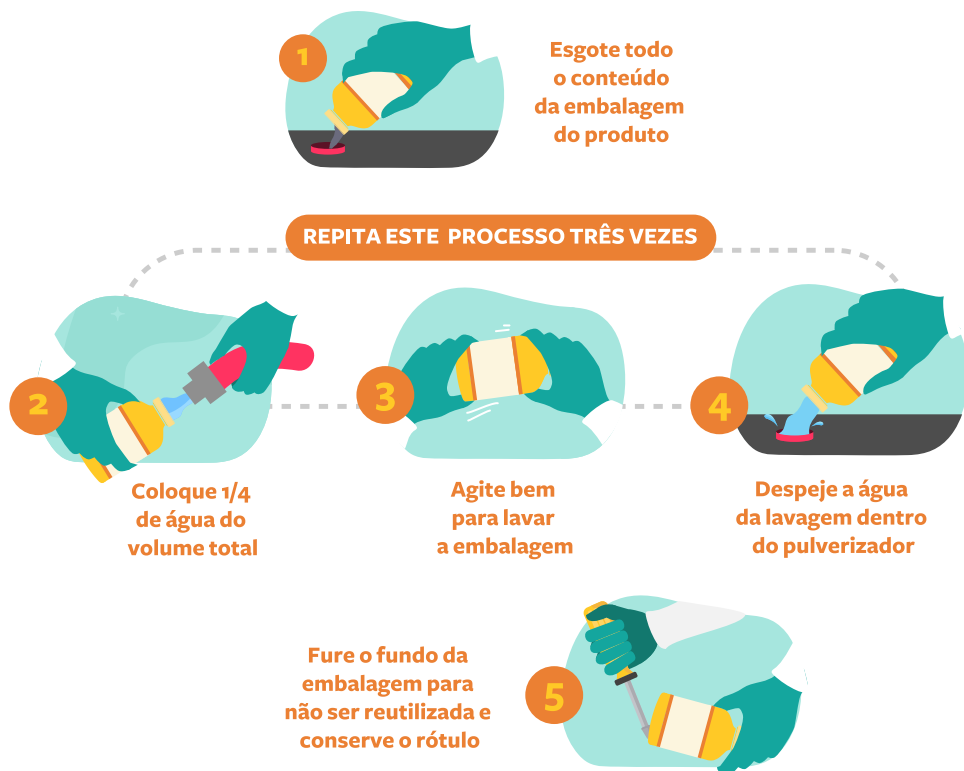 1
Esgote todo
o conteúdo
da embalagem
do produto
REPITA ESTE PROCESSO TRÊS VEZES
2
Coloque 1/4
de água do
volume total
3
Agite bem
para lavar
a embalagem
4
Despeje a água
da lavagem dentro
do pulverizador
5
Fure o fundo da
embalagem para
não ser reutilizada e
conserve o rótulo